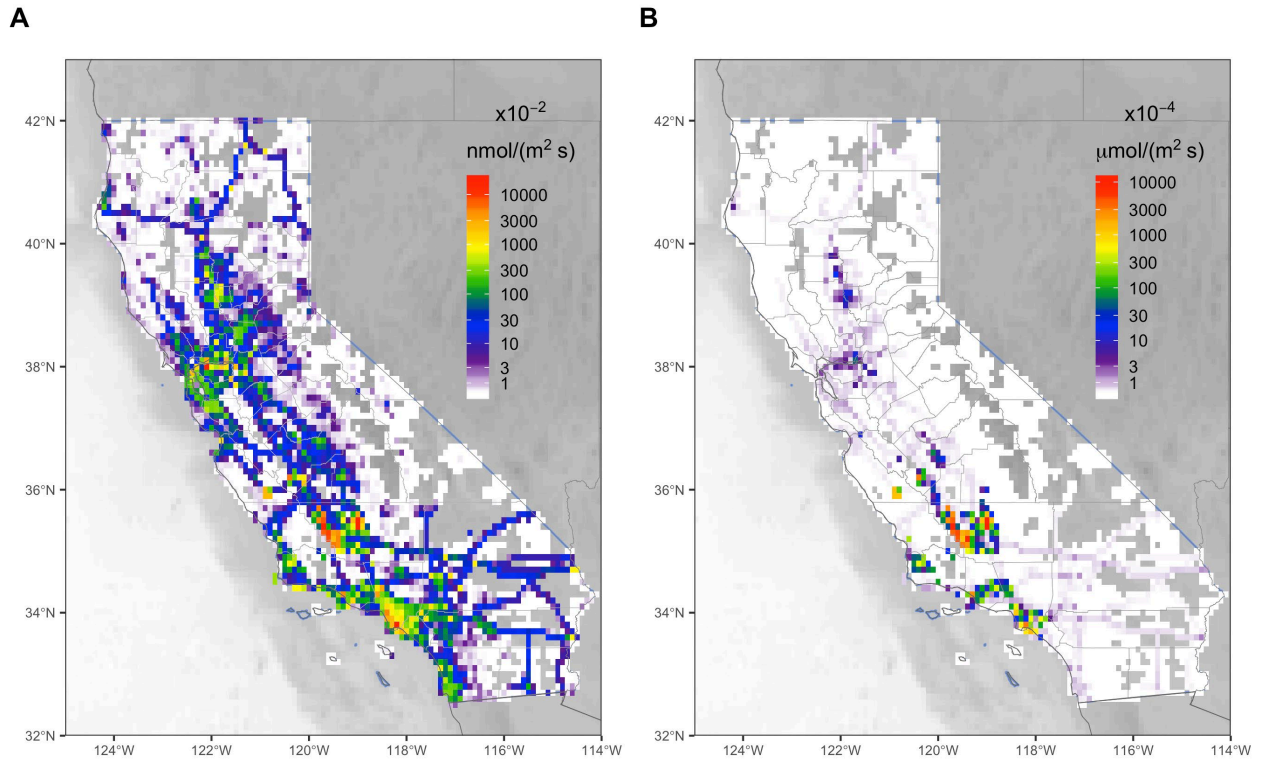 A
B
x10⁻²
nmol/(m² s)
10000
3000
1000
300
100
30
10
3
1
42°N
40°N
38°N
36°N
34°N
32°N
124°W
122°W
120°W
118°W
116°W
114°W
x10⁻⁴
μmol/(m² s)
10000
3000
1000
300
100
30
10
3
1
42°N
40°N
38°N
36°N
34°N
32°N
124°W
122°W
120°W
118°W
116°W
114°W